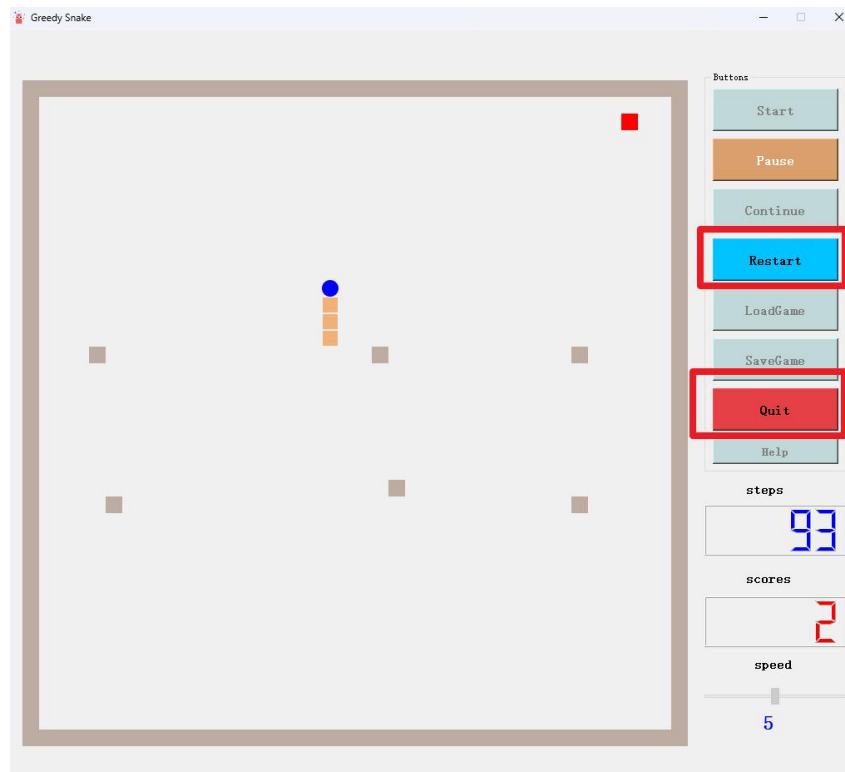 Greedy Snake
Buttons
Start
Pause
Continue
Restart
LoadGame
SaveGame
Quit
Help
steps
93
scores
2
speed
5